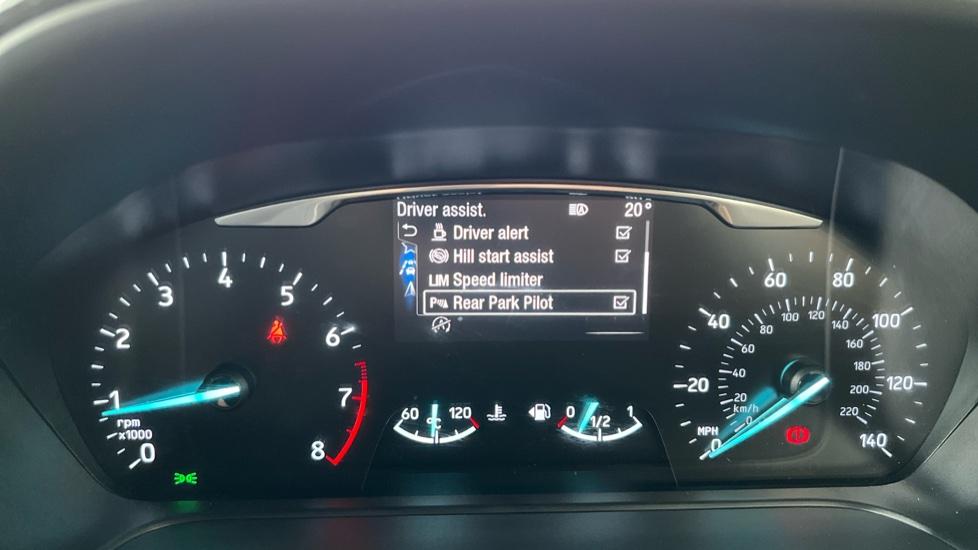 Driver assist. 20°
Driver alert
Hill start assist
LIM Speed limiter
P Rear Park Pilot
0
1
2
3
4
5
6
7
8
rpm
x1000
60 °C 120
0 1/2 1
0
20
40
60
80
100
120
140
MPH
km/h
0
20
40
60
80
100
120
140
160
180
200
220